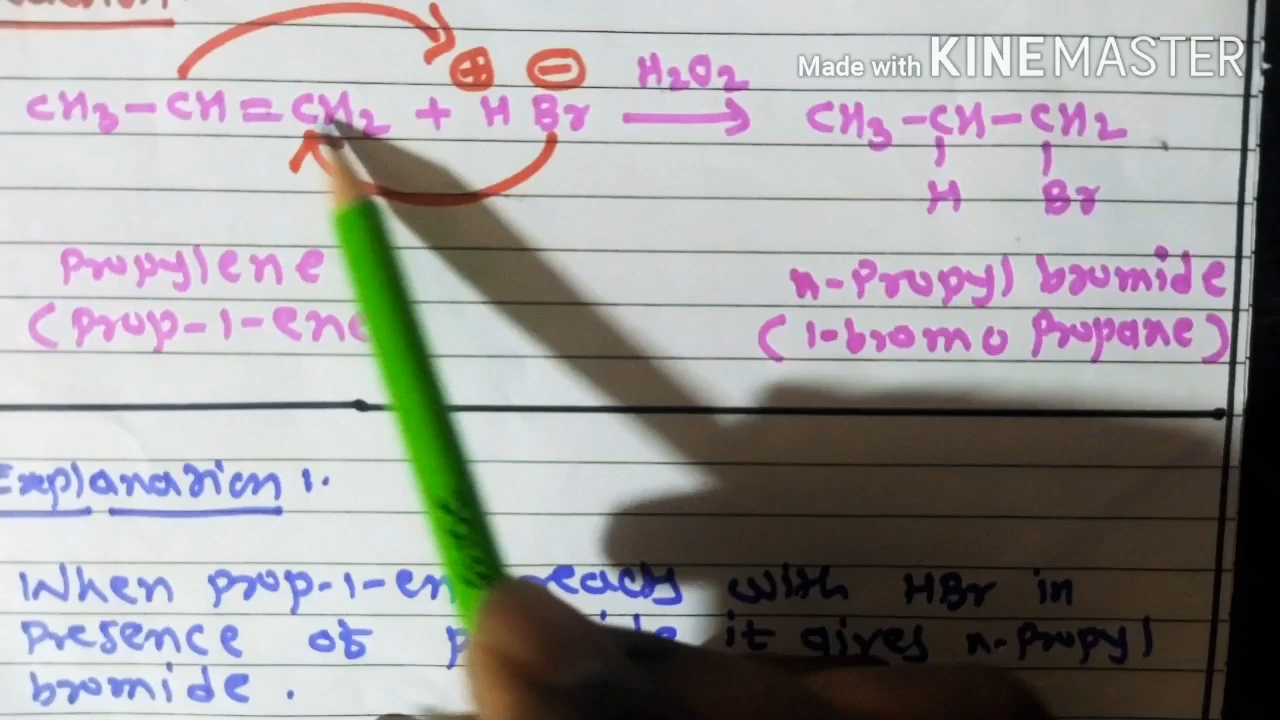 Made with KINEMASTER
⊕ ⊖
CH3-CH=CH2 + H Br H2O2 → CH3-CH-CH2
H Br
Propylene n-propyl bromide
(prop-1-ene (1-bromo propane)
Explanation :-
When prop-1-en reacts with HBr in
presence of it gives n-propyl
bromide.